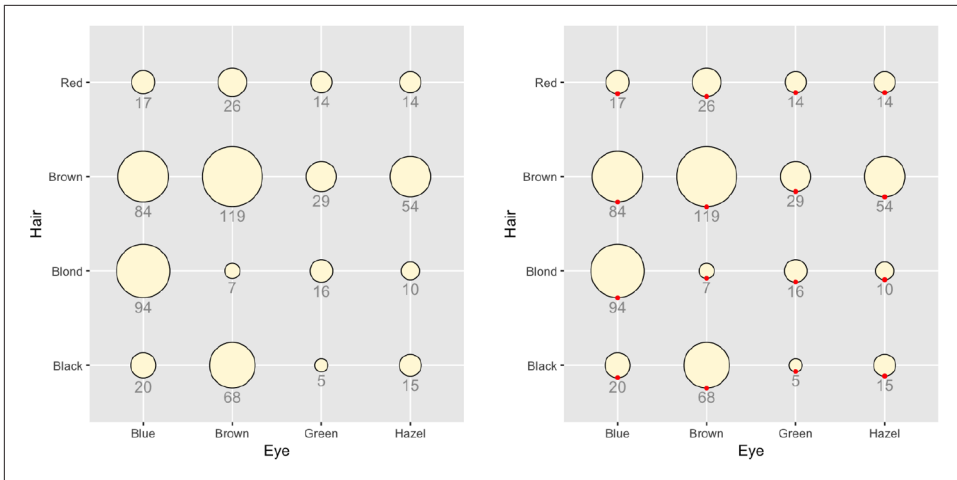 Red
17 26 14 14
Brown
84 119 29 54
Hair
Blond
94 7 16 10
Black
20 68 5 15
Blue Brown Green Hazel
Eye
Red
17 26 14 14
Brown
84 119 29 54
Hair
Blond
94 7 16 10
Black
20 68 5 15
Blue Brown Green Hazel
Eye